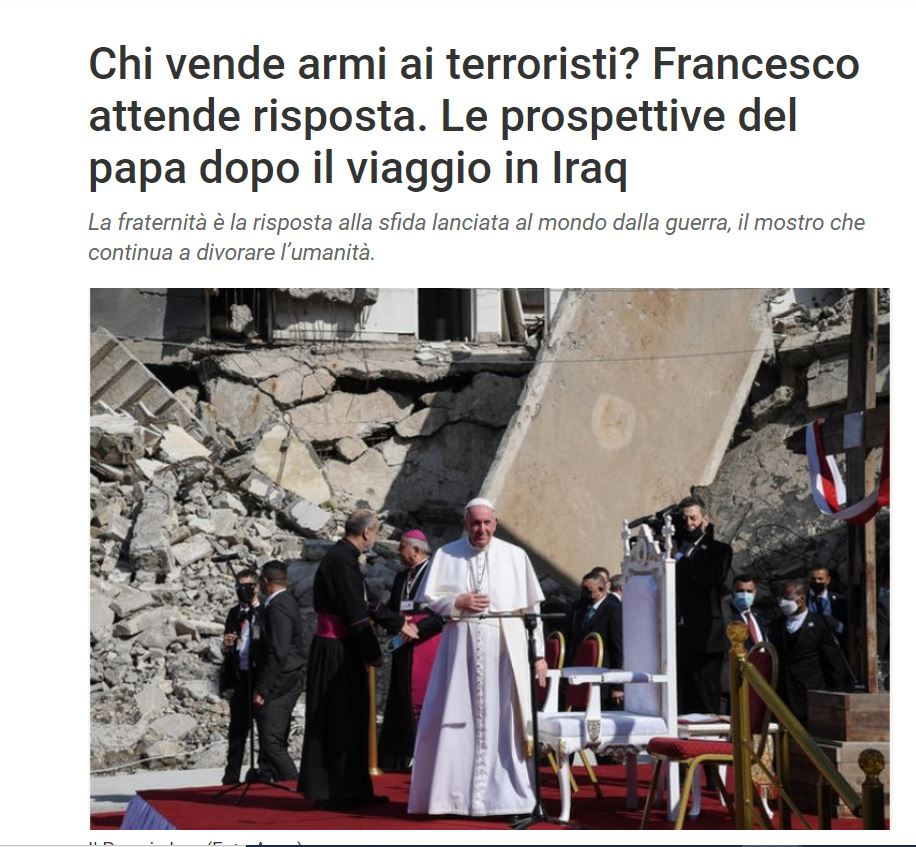 Chi vende armi ai terroristi? Francesco
attende risposta. Le prospettive del
papa dopo il viaggio in Iraq
La fraternità è la risposta alla sfida lanciata al mondo dalla guerra, il mostro che
continua a divorare l’umanità.